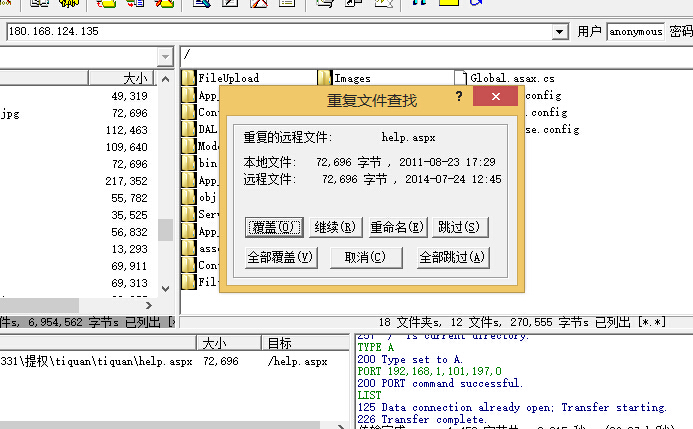 180.168.124.135
用户 anonymous 密码
/
大小
49,319
jpg 72,696
112,463
109,640
72,696
217,352
55,782
35,525
56,832
13,293
69,911
69,313
FileUpload Images Global.asax.cs
App_ .config
Con config
DAL se.config
Mode
bin
App_
obj
Serv
App_
asse
Cont
Fil
重复文件查找
重复的远程文件: help.aspx
本地文件: 72,696 字节 , 2011-08-23 17:29
远程文件: 72,696 字节 , 2014-07-24 12:45
覆盖(O) 继续(R) 重命名(E) 跳过(S)
全部覆盖(V) 取消(C) 全部跳过(A)
件s, 6,954,562 字节s 已列出 [*
18 文件夹s, 12 文件s, 270,555 字节s 已列出 [*.*]
大小 目标
331\提权\tiquan\tiquan\help.aspx 72,696 /help.aspx
257 "/" is current directory.
TYPE A
200 Type set to A.
PORT 192,168,1,101,197,0
200 PORT command successful.
LIST
125 Data connection already open; Transfer starting.
226 Transfer complete.